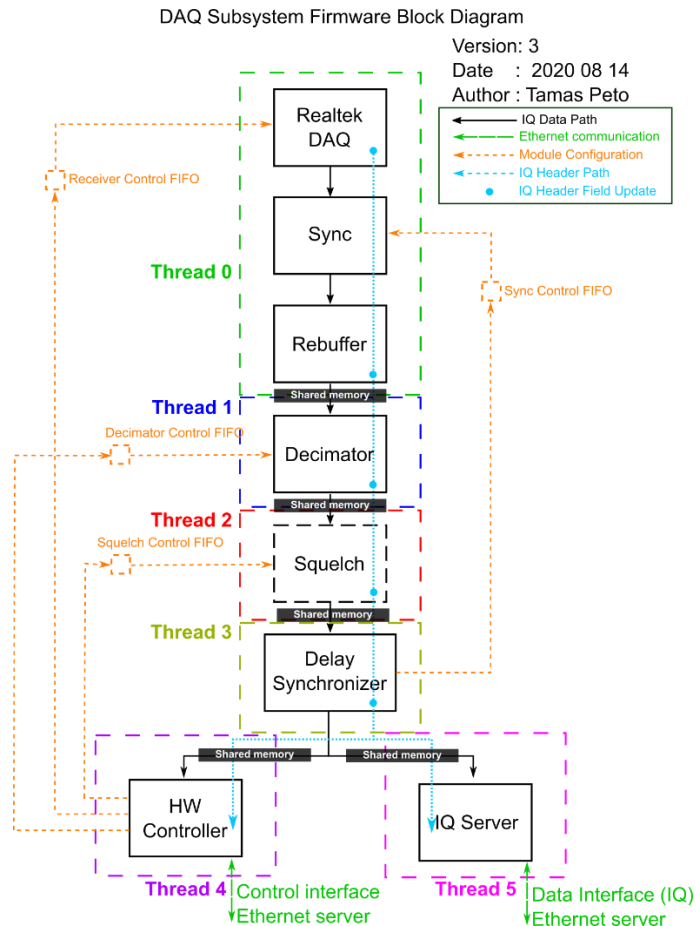 DAQ Subsystem Firmware Block Diagram
Version: 3
Date : 2020 08 14
Author : Tamas Peto
IQ Data Path
Ethernet communication
Module Configuration
IQ Header Path
IQ Header Field Update
Realtek
DAQ
Receiver Control FIFO
Sync
Thread 0
Sync Control FIFO
Rebuffer
Shared memory
Thread 1
Decimator Control FIFO
Decimator
Shared memory
Thread 2
Squelch Control FIFO
Squelch
Shared memory
Thread 3
Delay
Synchronizer
Shared memory
Shared memory
HW
Controller
IQ Server
Thread 4
Thread 5
Control interface
Ethernet server
Data Interface (IQ)
Ethernet server